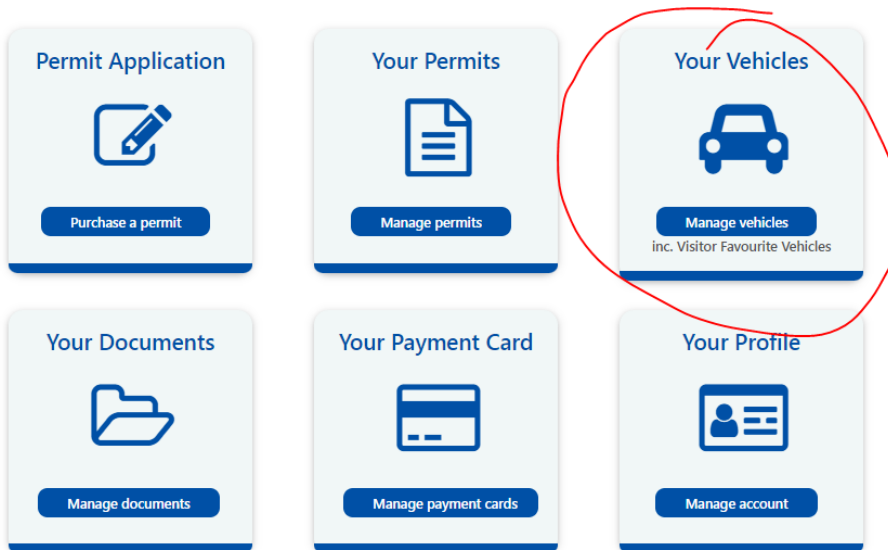 Permit Application
Your Permits
Your Vehicles
Purchase a permit
Manage permits
Manage vehicles
inc. Visitor Favourite Vehicles
Your Documents
Your Payment Card
Your Profile
Manage documents
Manage payment cards
Manage account